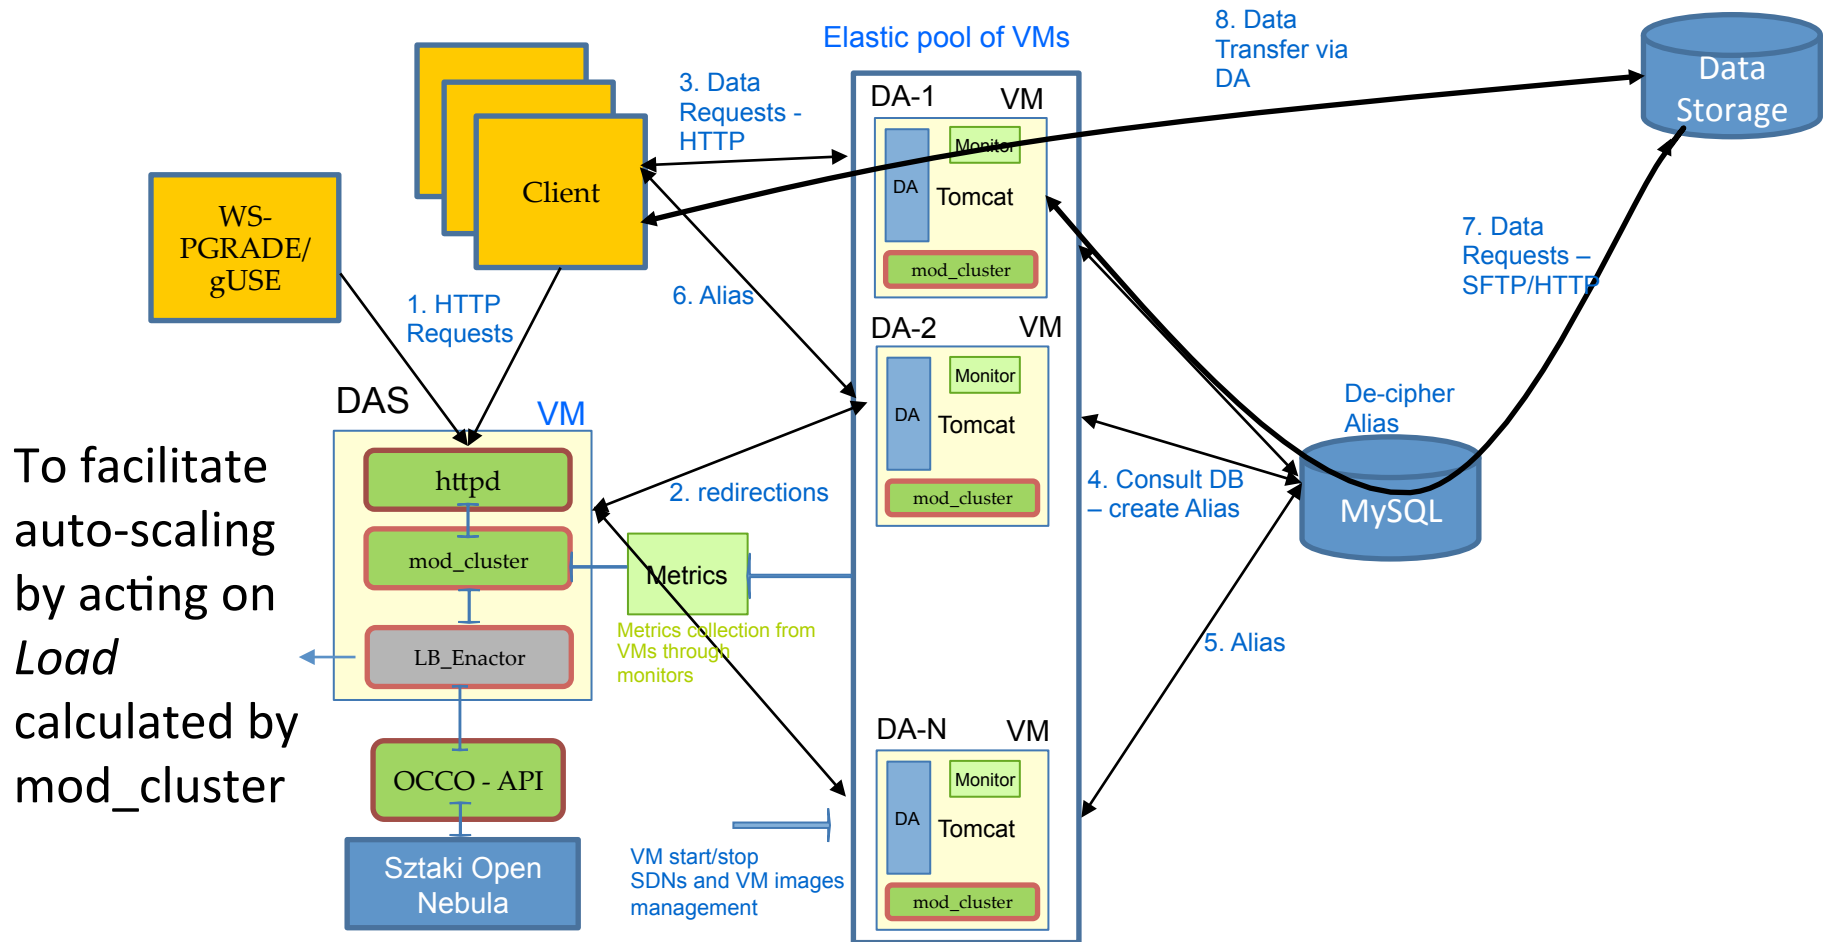 8. Data
Transfer via
DA
Elastic pool of VMs
Data
Storage
3. Data
Requests -
HTTP
DA-1
VM
Monitor
DA
Tomcat
mod_cluster
Client
WS-
PGRADE/
gUSE
7. Data
Requests –
SFTP/HTTP
6. Alias
1. HTTP
Requests
DA-2
VM
Monitor
DA
Tomcat
mod_cluster
De-cipher
Alias
MySQL
DAS
VM
httpd
mod_cluster
LB_Enactor
2. redirections
4. Consult DB
– create Alias
To facilitate
auto-scaling
by acting on
Load
calculated by
mod_cluster
Metrics
Metrics collection from
VMs through
monitors
5. Alias
DA-N
VM
Monitor
DA
Tomcat
mod_cluster
OCCO - API
Sztaki Open
Nebula
VM start/stop
SDNs and VM images
management